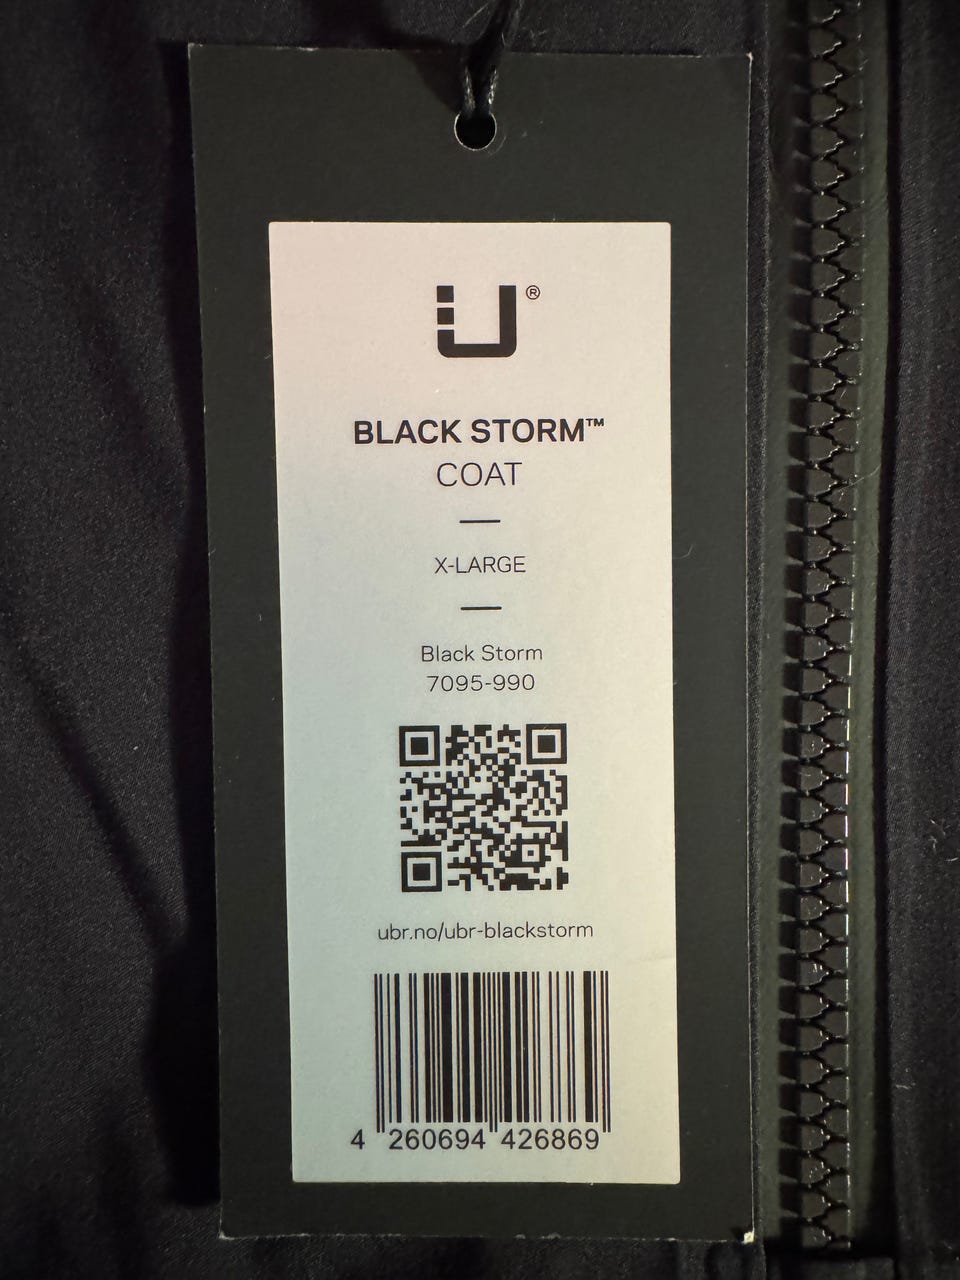 U®
BLACK STORM™
COAT
X-LARGE
Black Storm
7095-990
ubr.no/ubr-blackstorm
4 260694 426869